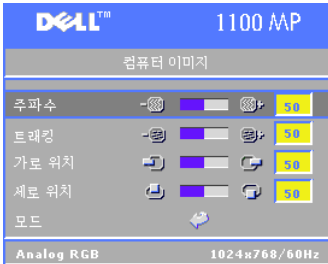 DELL™ 1100 MP
컴퓨터 이미지
주파수 - + 50
트래킹 - + 50
가로 위치 50
세로 위치 50
모드
Analog RGB 1024x768/60Hz